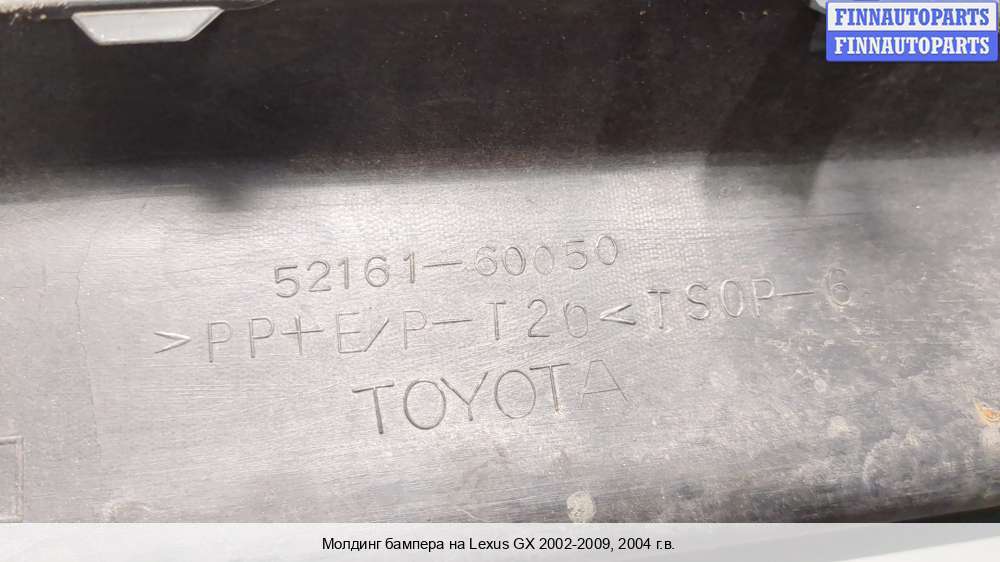 FINNAUTOPARTS
FINNAUTOPARTS
52161-60050
>PP+E/P-T20<TSOP-6
TOYOTA
Молдинг бампера на Lexus GX 2002-2009, 2004 г.в.